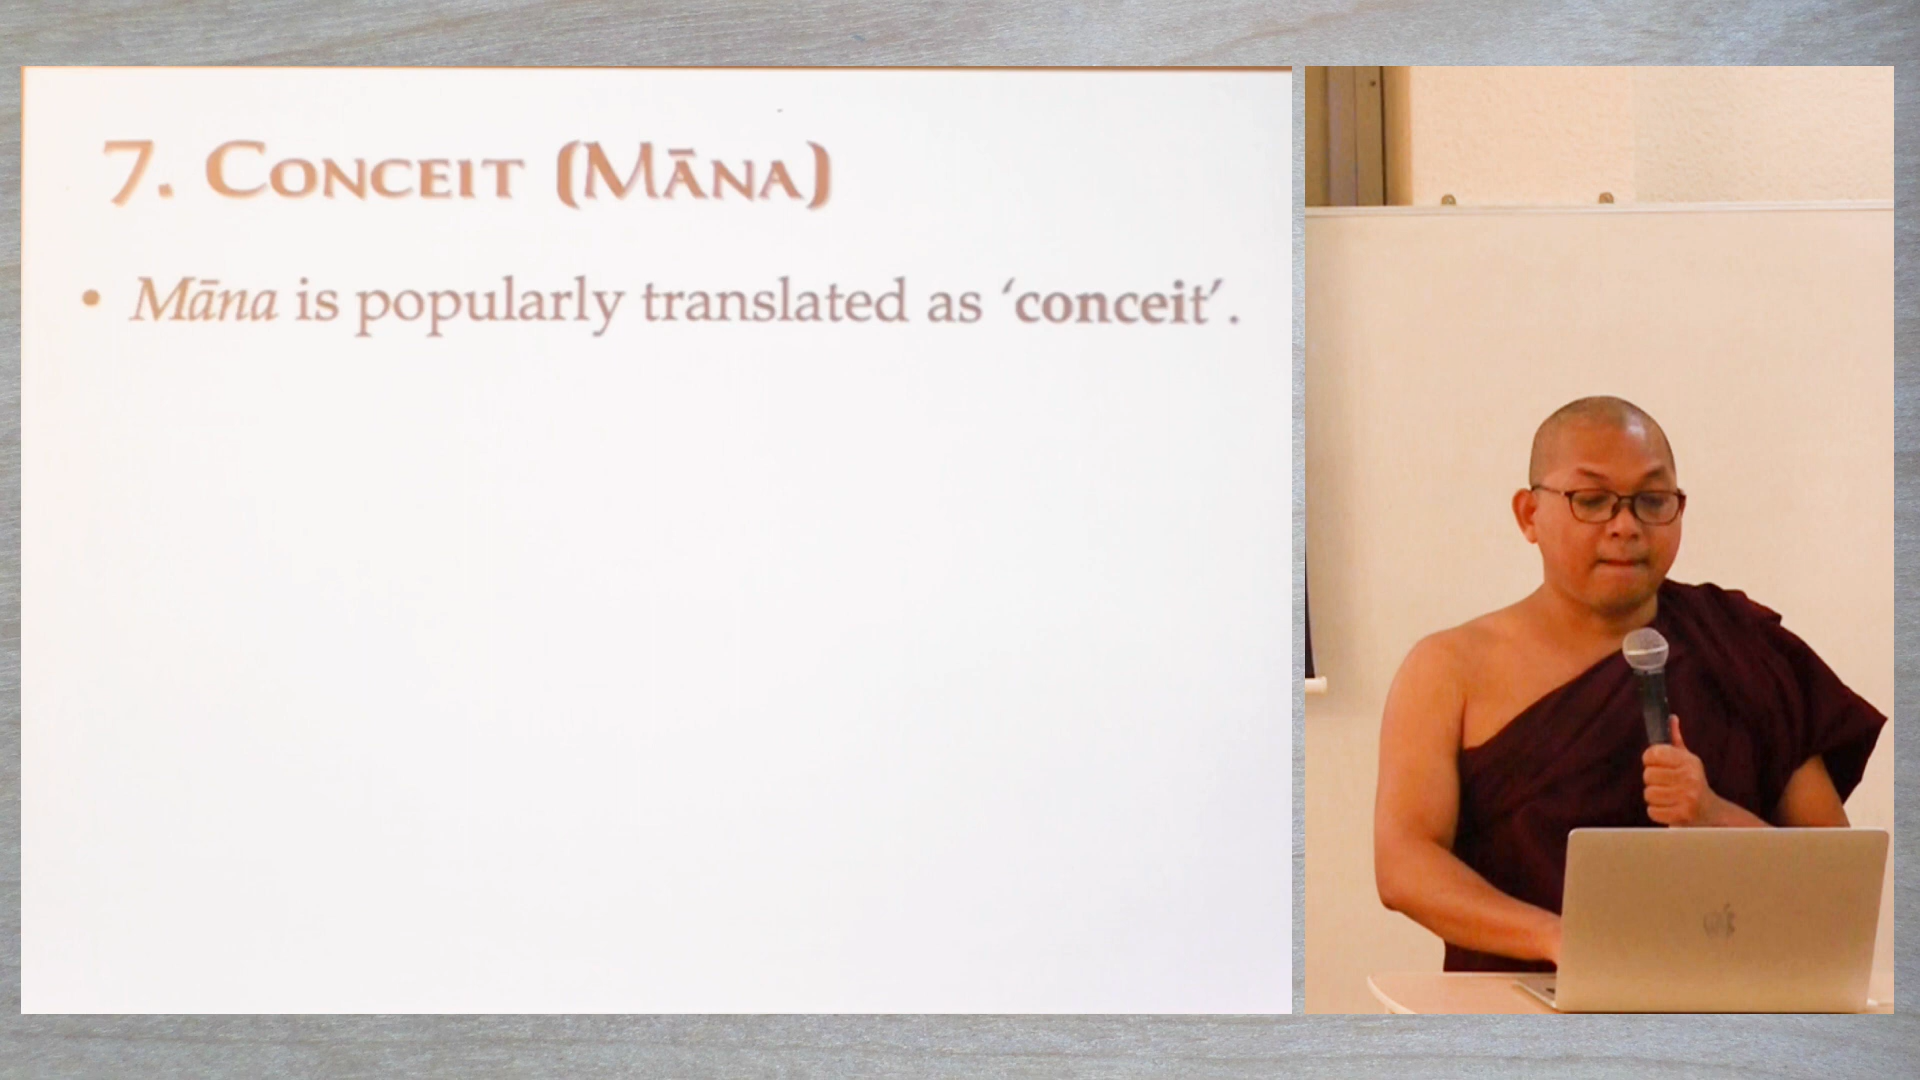 7. Conceit (Māna)
• Māna is popularly translated as ‘conceit’.